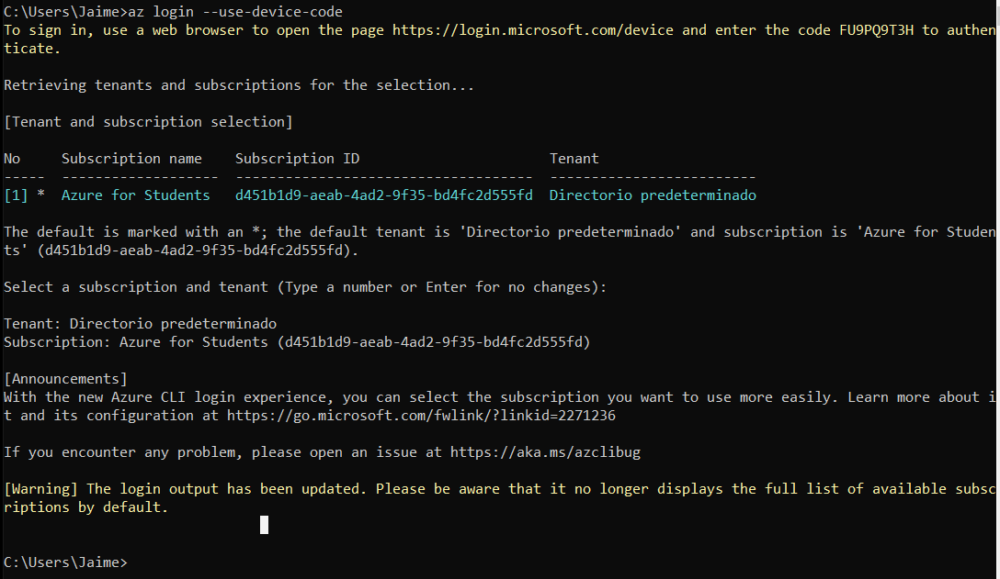 C:\Users\Jaime>az login --use-device-code
To sign in, use a web browser to open the page https://login.microsoft.com/device and enter the code FU9PQ9T3H to authen
ticate.
Retrieving tenants and subscriptions for the selection...
[Tenant and subscription selection]
No     Subscription name    Subscription ID                       Tenant
-----  -------------------  ------------------------------------  -------------------------
[1] *  Azure for Students   d451b1d9-aeab-4ad2-9f35-bd4fc2d555fd  Directorio predeterminado
The default is marked with an *; the default tenant is 'Directorio predeterminado' and subscription is 'Azure for Studen
ts' (d451b1d9-aeab-4ad2-9f35-bd4fc2d555fd).
Select a subscription and tenant (Type a number or Enter for no changes):
Tenant: Directorio predeterminado
Subscription: Azure for Students (d451b1d9-aeab-4ad2-9f35-bd4fc2d555fd)
[Announcements]
With the new Azure CLI login experience, you can select the subscription you want to use more easily. Learn more about i
t and its configuration at https://go.microsoft.com/fwlink/?linkid=2271236
If you encounter any problem, please open an issue at https://aka.ms/azclibug
[Warning] The login output has been updated. Please be aware that it no longer displays the full list of available subsc
riptions by default.
C:\Users\Jaime>